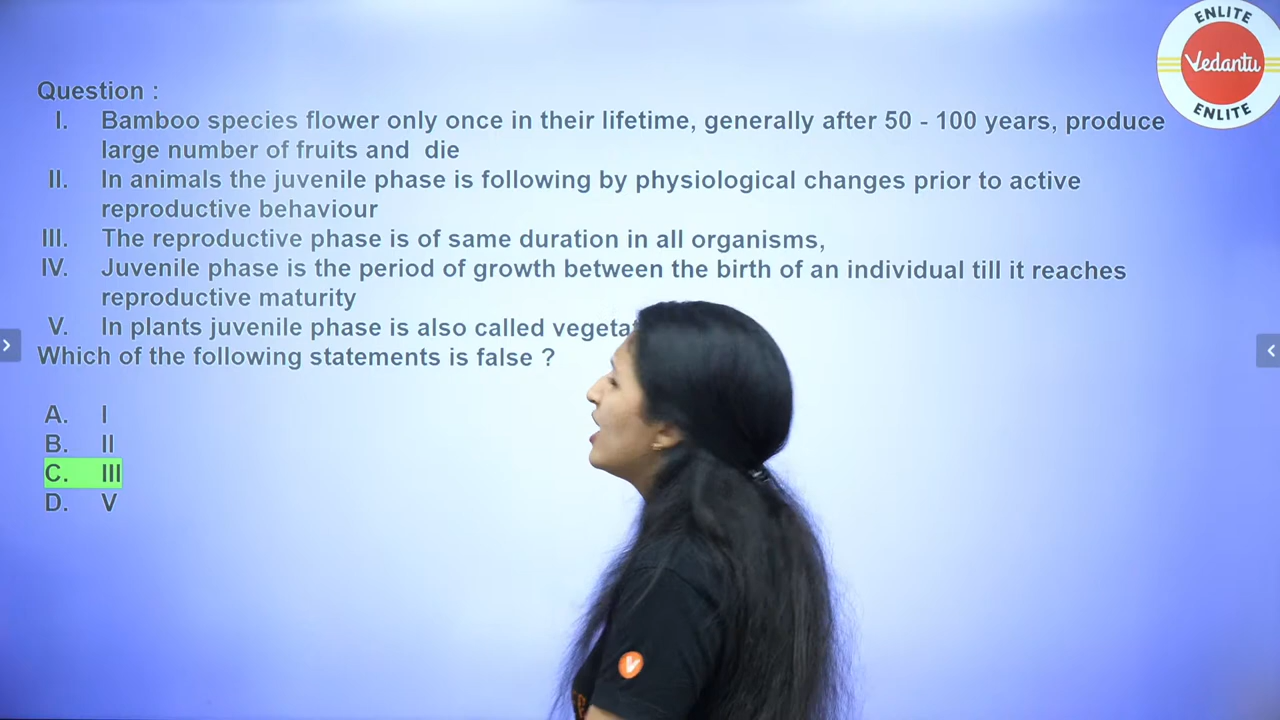 ENLITE
Vedantu
ENLITE
Question :
I. Bamboo species flower only once in their lifetime, generally after 50 - 100 years, produce
large number of fruits and die
II. In animals the juvenile phase is following by physiological changes prior to active
reproductive behaviour
III. The reproductive phase is of same duration in all organisms,
IV. Juvenile phase is the period of growth between the birth of an individual till it reaches
reproductive maturity
V. In plants juvenile phase is also called
Which of the following statements is false ?
A. I
B. II
C. III
D. V
V